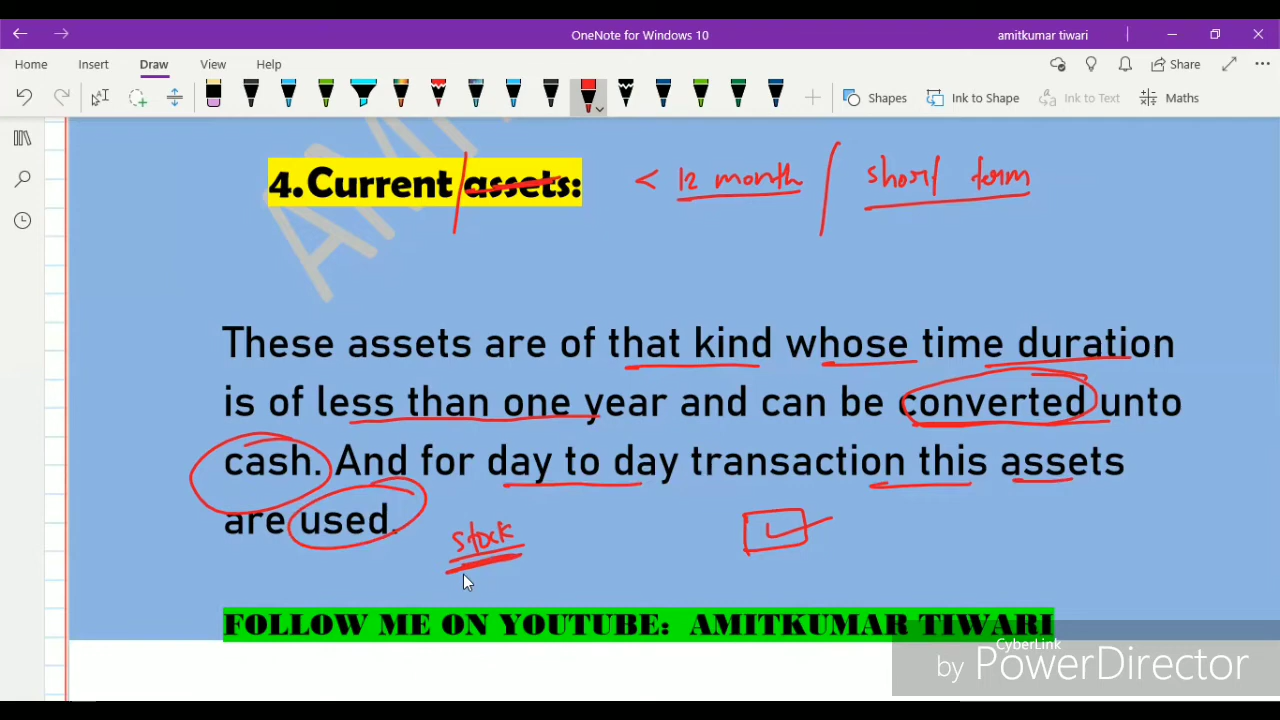 OneNote for Windows 10
amitkumar tiwari
Home Insert Draw View Help
Share
Shapes Ink to Shape Ink to Text Maths
AMIT
4.Current assets: < 12 month / short term
These assets are of that kind whose time duration
is of less than one year and can be converted unto
cash. And for day to day transaction this assets
are used.
stock
FOLLOW ME ON YOUTUBE: AMITKUMAR TIWARI
CyberLink
by PowerDirector